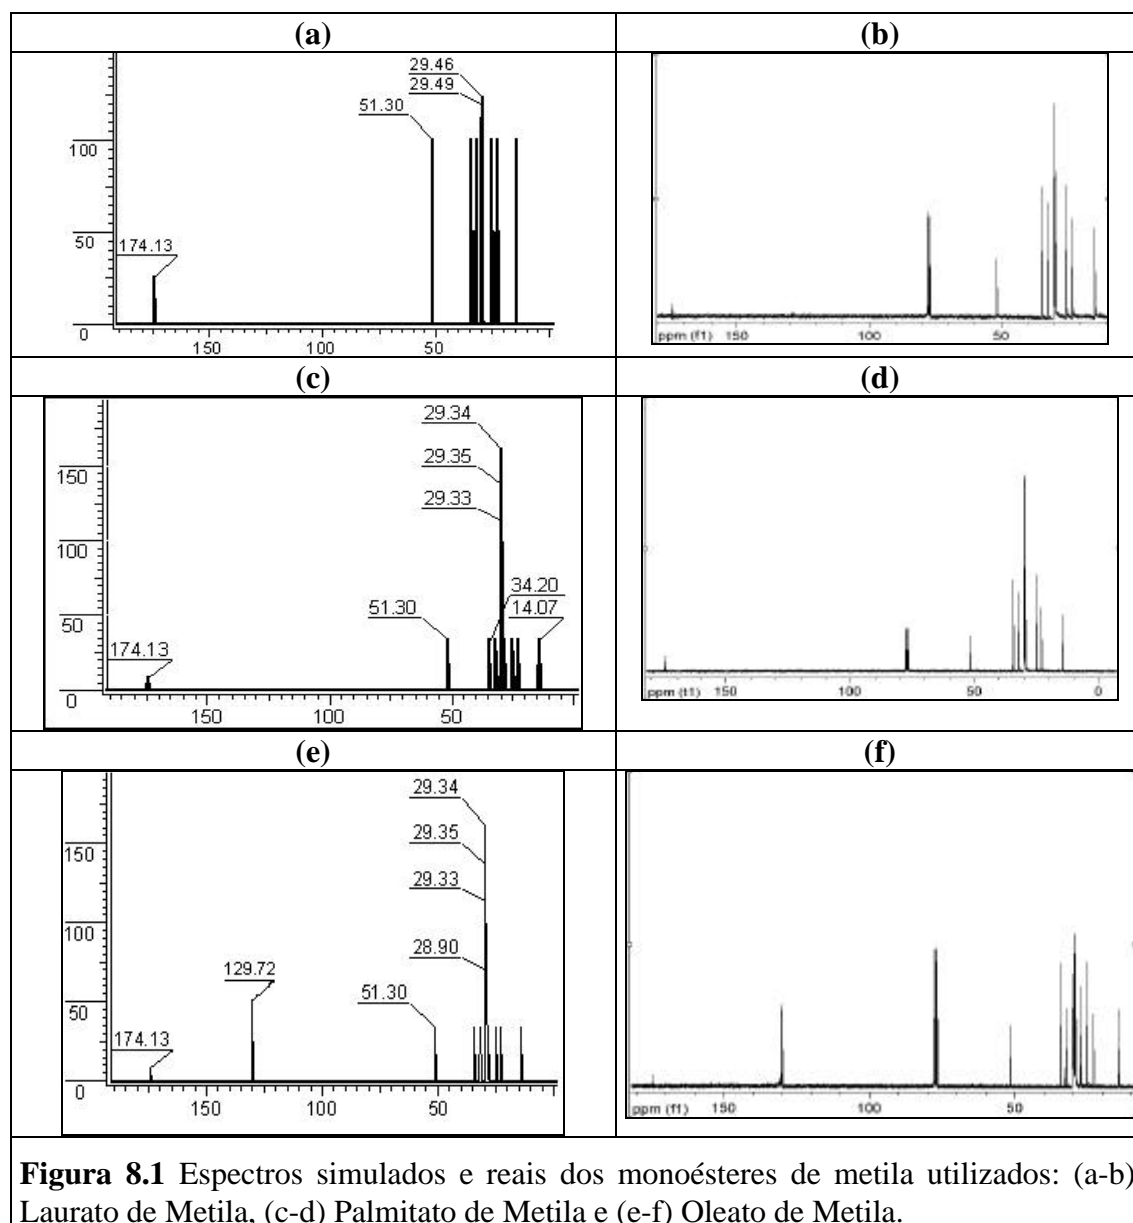 (a) (b)
29.46
29.49
51.30
100
50
174.13
0
150 100 50
ppm (f1) 150 100 50
(c) (d)
29.34
150
29.35
29.33
100
34.20
50
51.30
14.07
174.13
0
150 100 50
ppm (t1) 150 100 50 0
(e) (f)
29.34
150
29.35
29.33
100
28.90
129.72
50
51.30
174.13
0
150 100 50
ppm (f1) 150 100 50
Figura 8.1 Espectros simulados e reais dos monoésteres de metila utilizados: (a-b)
Laurato de Metila, (c-d) Palmitato de Metila e (e-f) Oleato de Metila.